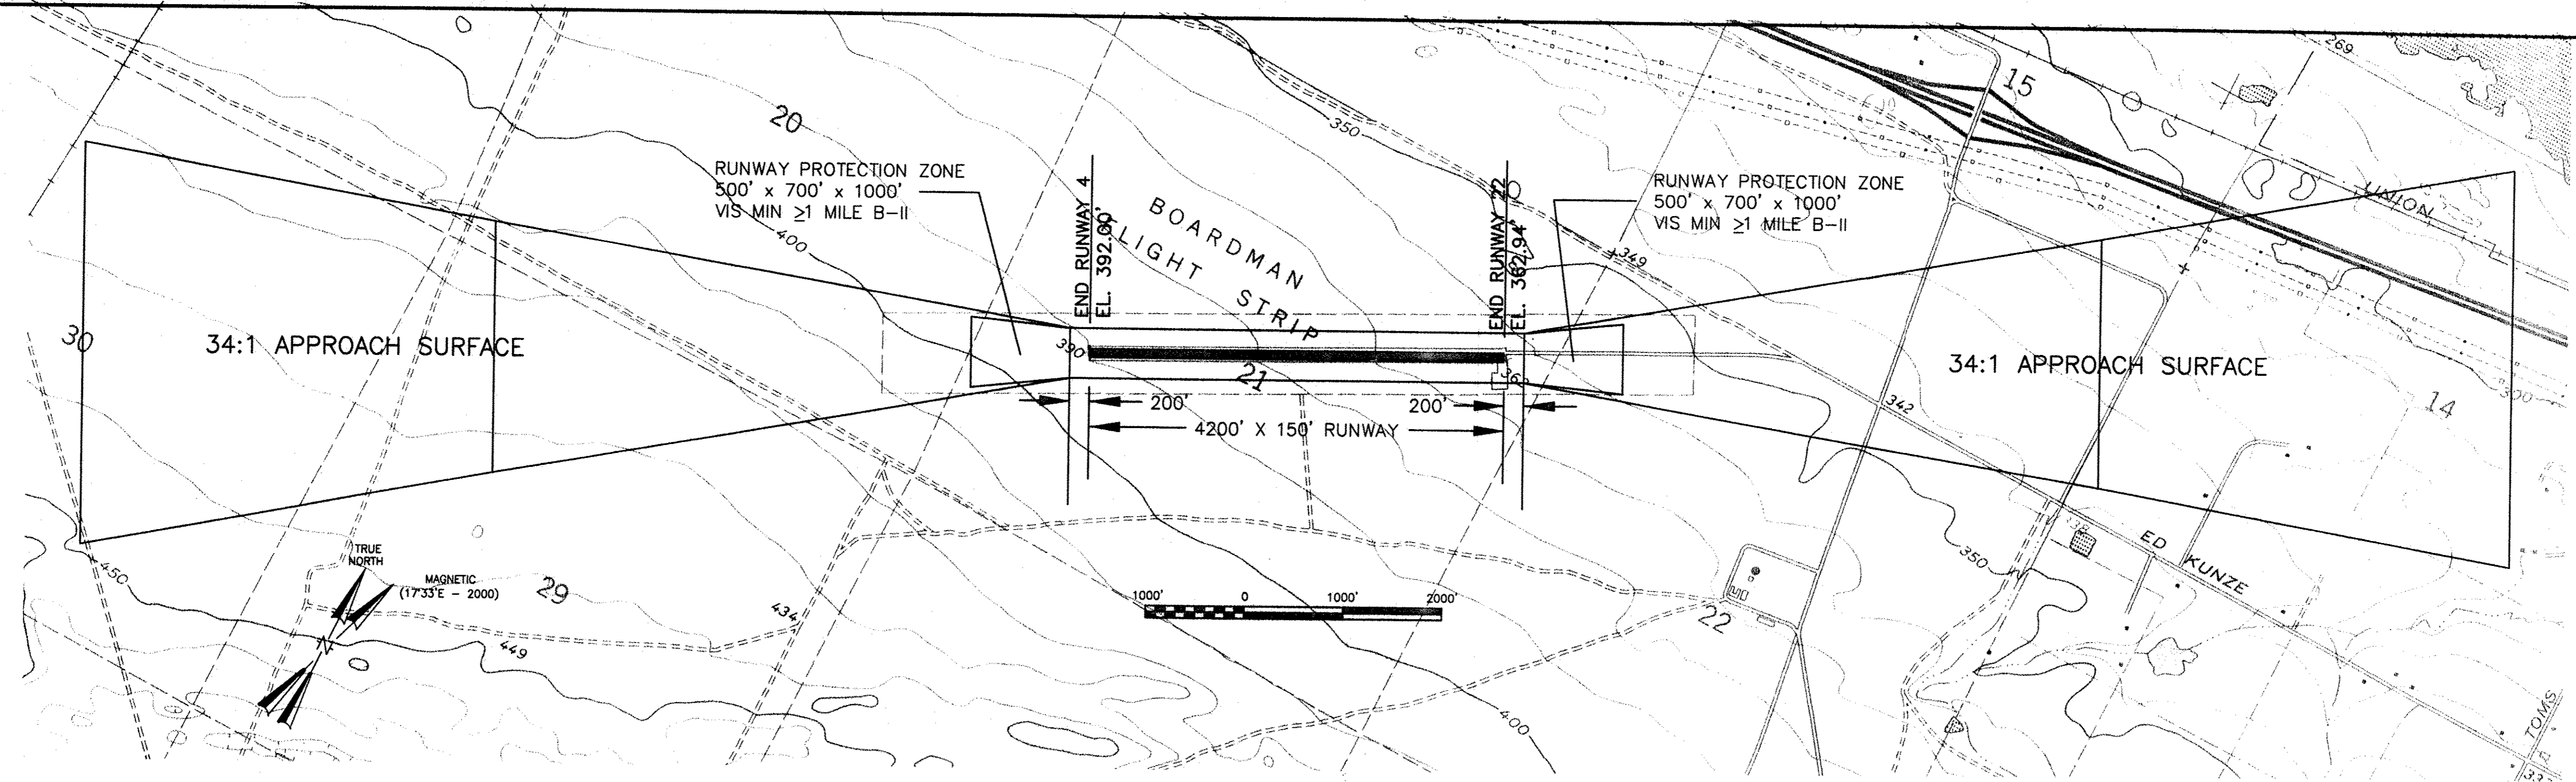 269
15
20
350
RUNWAY PROTECTION ZONE
500' x 700' x 1000'
VIS MIN ≥1 MILE B-II
400
END RUNWAY 4
BOARDMAN
FLIGHT STRIP
END RUNWAY 22
EL. 362.94'
RUNWAY PROTECTION ZONE
500' x 700' x 1000'
VIS MIN ≥1 MILE B-II
UNION
349
30
34:1 APPROACH SURFACE
390
21
34:1 APPROACH SURFACE
300
14
342
200'
200'
4200' X 150' RUNWAY
350
ED KUNZE
450
TRUE
NORTH
MAGNETIC
(17°33'E - 2000)
29
434
449
N
1000'
0
1000'
2000'
22
400
TOMS